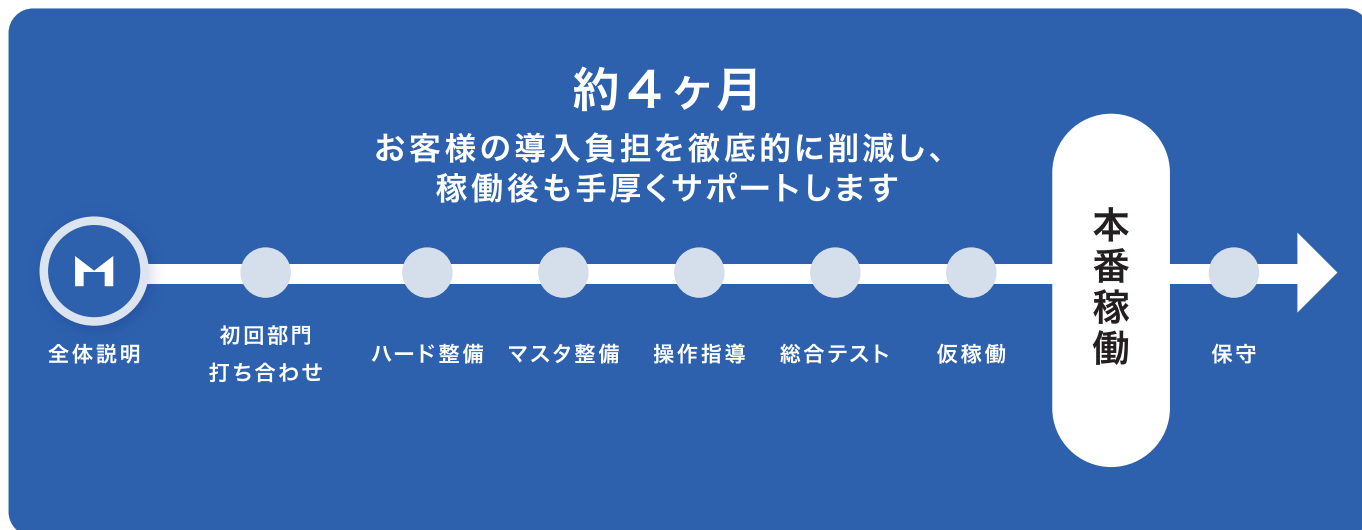 約4ヶ月
お客様の導入負担を徹底的に削減し、
稼働後も手厚くサポートします
全体説明
初回部門
打ち合わせ
ハード整備
マスタ整備
操作指導
総合テスト
仮稼働
本番稼働
保守